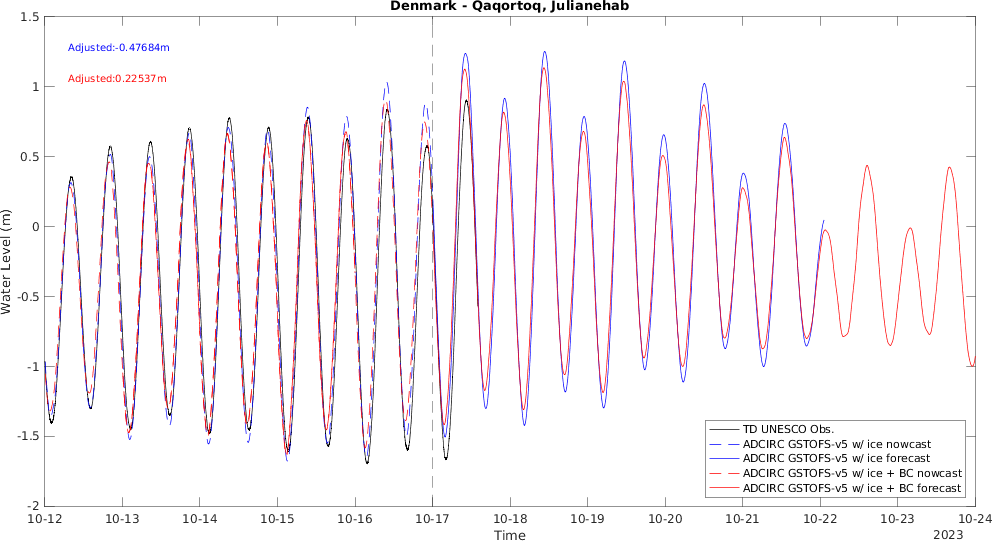 Denmark - Qaqortoq, Julianehab
Adjusted:-0.47684m
Adjusted:0.22537m
Water Level (m)
1.5
1
0.5
0
-0.5
-1
-1.5
-2
TD UNESCO Obs.
ADCIRC GSTOFS-v5 w/ ice nowcast
ADCIRC GSTOFS-v5 w/ ice forecast
ADCIRC GSTOFS-v5 w/ ice + BC nowcast
ADCIRC GSTOFS-v5 w/ ice + BC forecast
10-12 10-13 10-14 10-15 10-16 10-17 10-18 10-19 10-20 10-21 10-22 10-23 10-24
Time
2023